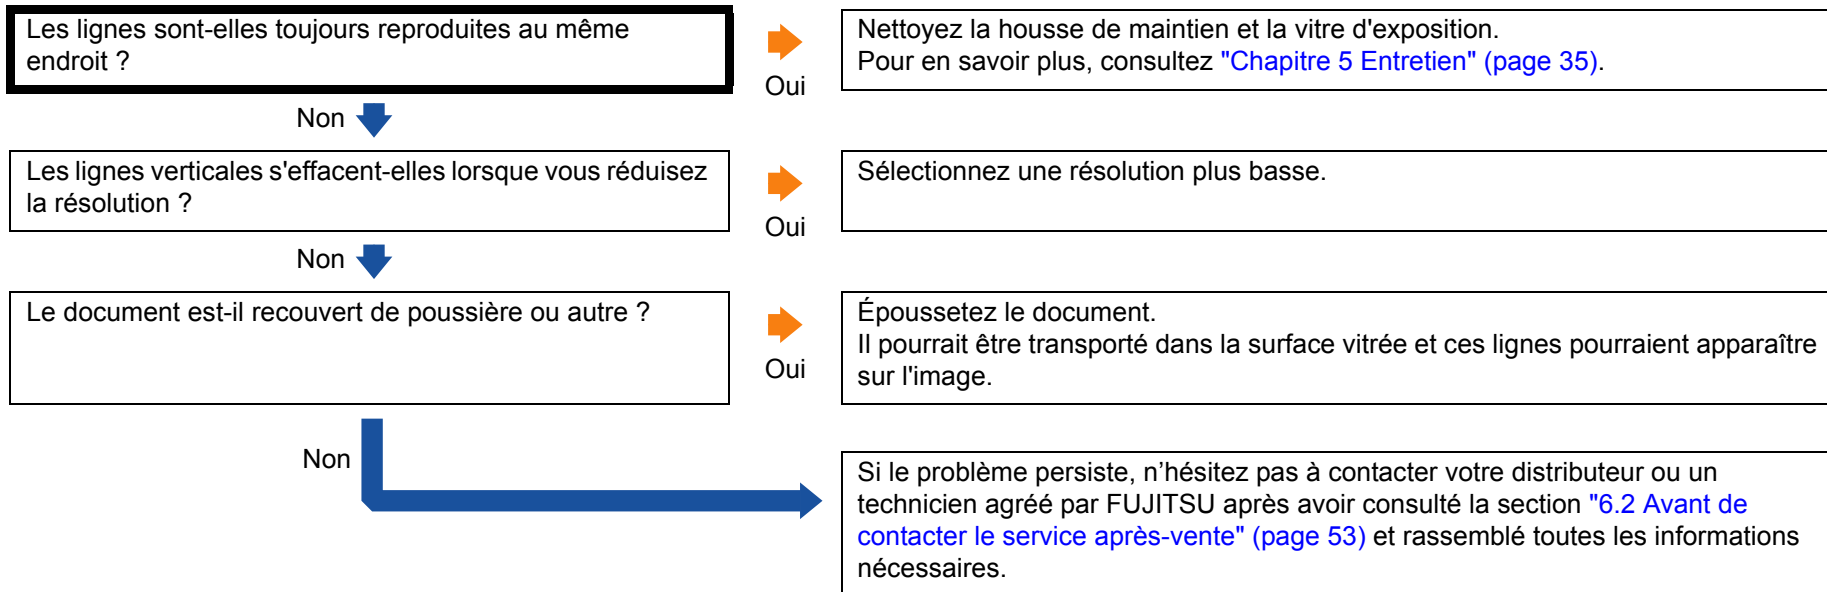 Les lignes sont-elles toujours reproduites au même
endroit ?
Oui
Nettoyez la housse de maintien et la vitre d'exposition.
Pour en savoir plus, consultez "Chapitre 5 Entretien" (page 35).
Non
Les lignes verticales s'effacent-elles lorsque vous réduisez
la résolution ?
Oui
Sélectionnez une résolution plus basse.
Non
Le document est-il recouvert de poussière ou autre ?
Oui
Époussetez le document.
Il pourrait être transporté dans la surface vitrée et ces lignes pourraient apparaître
sur l'image.
Non
Si le problème persiste, n’hésitez pas à contacter votre distributeur ou un
technicien agréé par FUJITSU après avoir consulté la section "6.2 Avant de
contacter le service après-vente" (page 53) et rassemblé toutes les informations
nécessaires.